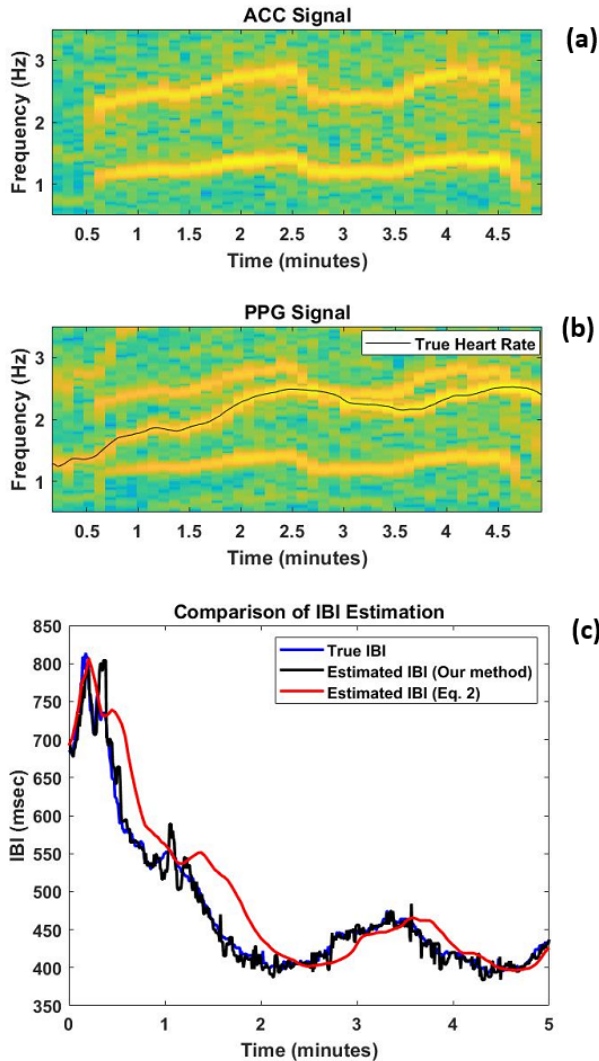 ACC Signal
(a)
Frequency (Hz)
3
2
1
0.5 1 1.5 2 2.5 3 3.5 4 4.5
Time (minutes)
PPG Signal
(b)
True Heart Rate
Frequency (Hz)
3
2
1
0.5 1 1.5 2 2.5 3 3.5 4 4.5
Time (minutes)
Comparison of IBI Estimation
(c)
True IBI
Estimated IBI (Our method)
Estimated IBI (Eq. 2)
IBI (msec)
850
800
750
700
650
600
550
500
450
400
350
0 1 2 3 4 5
Time (minutes)